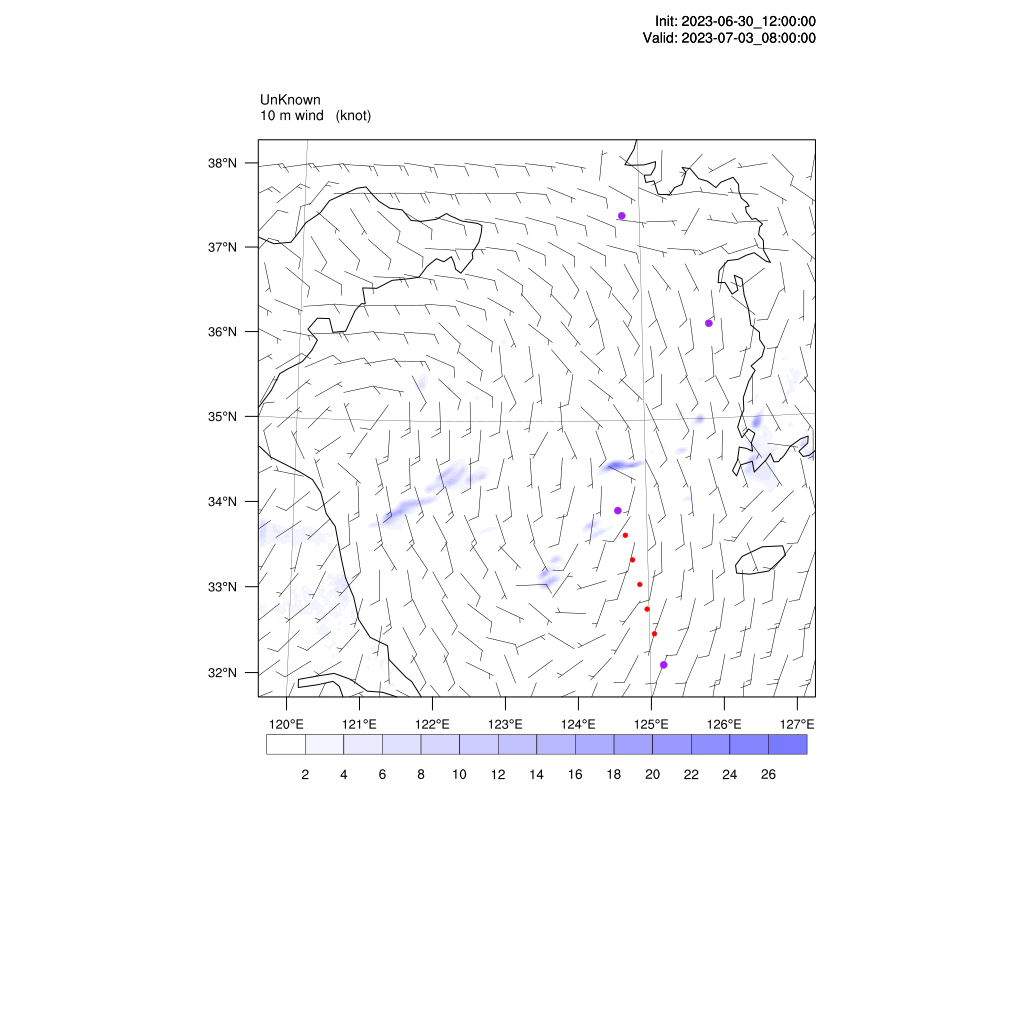 Init: 2023-06-30_12:00:00
Valid: 2023-07-03_08:00:00
UnKnown
10 m wind (knot)
38°N
37°N
36°N
35°N
34°N
33°N
32°N
120°E 121°E 122°E 123°E 124°E 125°E 126°E 127°E
2 4 6 8 10 12 14 16 18 20 22 24 26